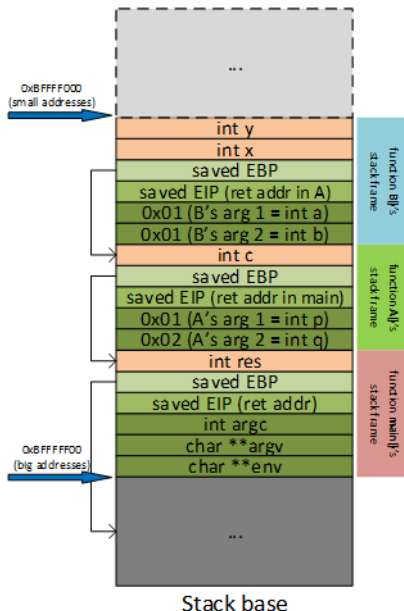 ...
0xBFFFF000
(small addresses)
int y
int x
saved EBP
saved EIP (ret addr in A)
0x01 (B's arg 1 = int a)
0x01 (B's arg 2 = int b)
function B()'s
stack frame
int c
saved EBP
saved EIP (ret addr in main)
0x01 (A's arg 1 = int p)
0x02 (A's arg 2 = int q)
function A()'s
stack frame
int res
saved EBP
saved EIP (ret addr)
int argc
char **argv
char **env
function main()'s
stack frame
0xBFFFFF00
(big addresses)
...
Stack base